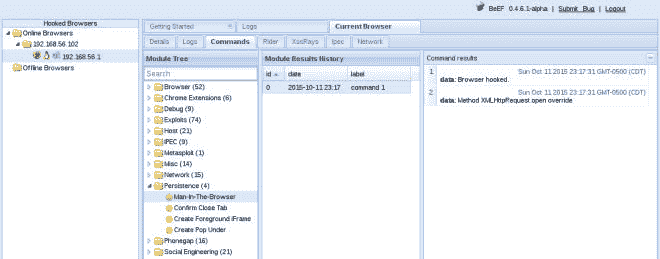 BeEF 0.4.6.1-alpha | Submit Bug | Logout
Hooked Browsers
Online Browsers
192.168.56.102
192.168.56.1
Offline Browsers
Getting Started
Logs
Current Browser
Details
Logs
Commands
Rider
XssRays
Ipec
Network
Module Tree
Search
Browser (52)
Chrome Extensions (6)
Debug (9)
Exploits (74)
Host (21)
IPEC (9)
Metasploit (1)
Misc (14)
Network (15)
Persistence (4)
Man-In-The-Browser
Confirm Close Tab
Create Foreground iFrame
Create Pop Under
Phonegap (16)
Social Engineering (21)
Module Results History
id date label
0 2015-10-11 23:17 command 1
Command results
1 Sun Oct 11 2015 23:17:31 GMT-0500 (CDT)
data: Browser hooked.
2 Sun Oct 11 2015 23:17:31 GMT-0500 (CDT)
data: Method XMLHttpRequest.open override